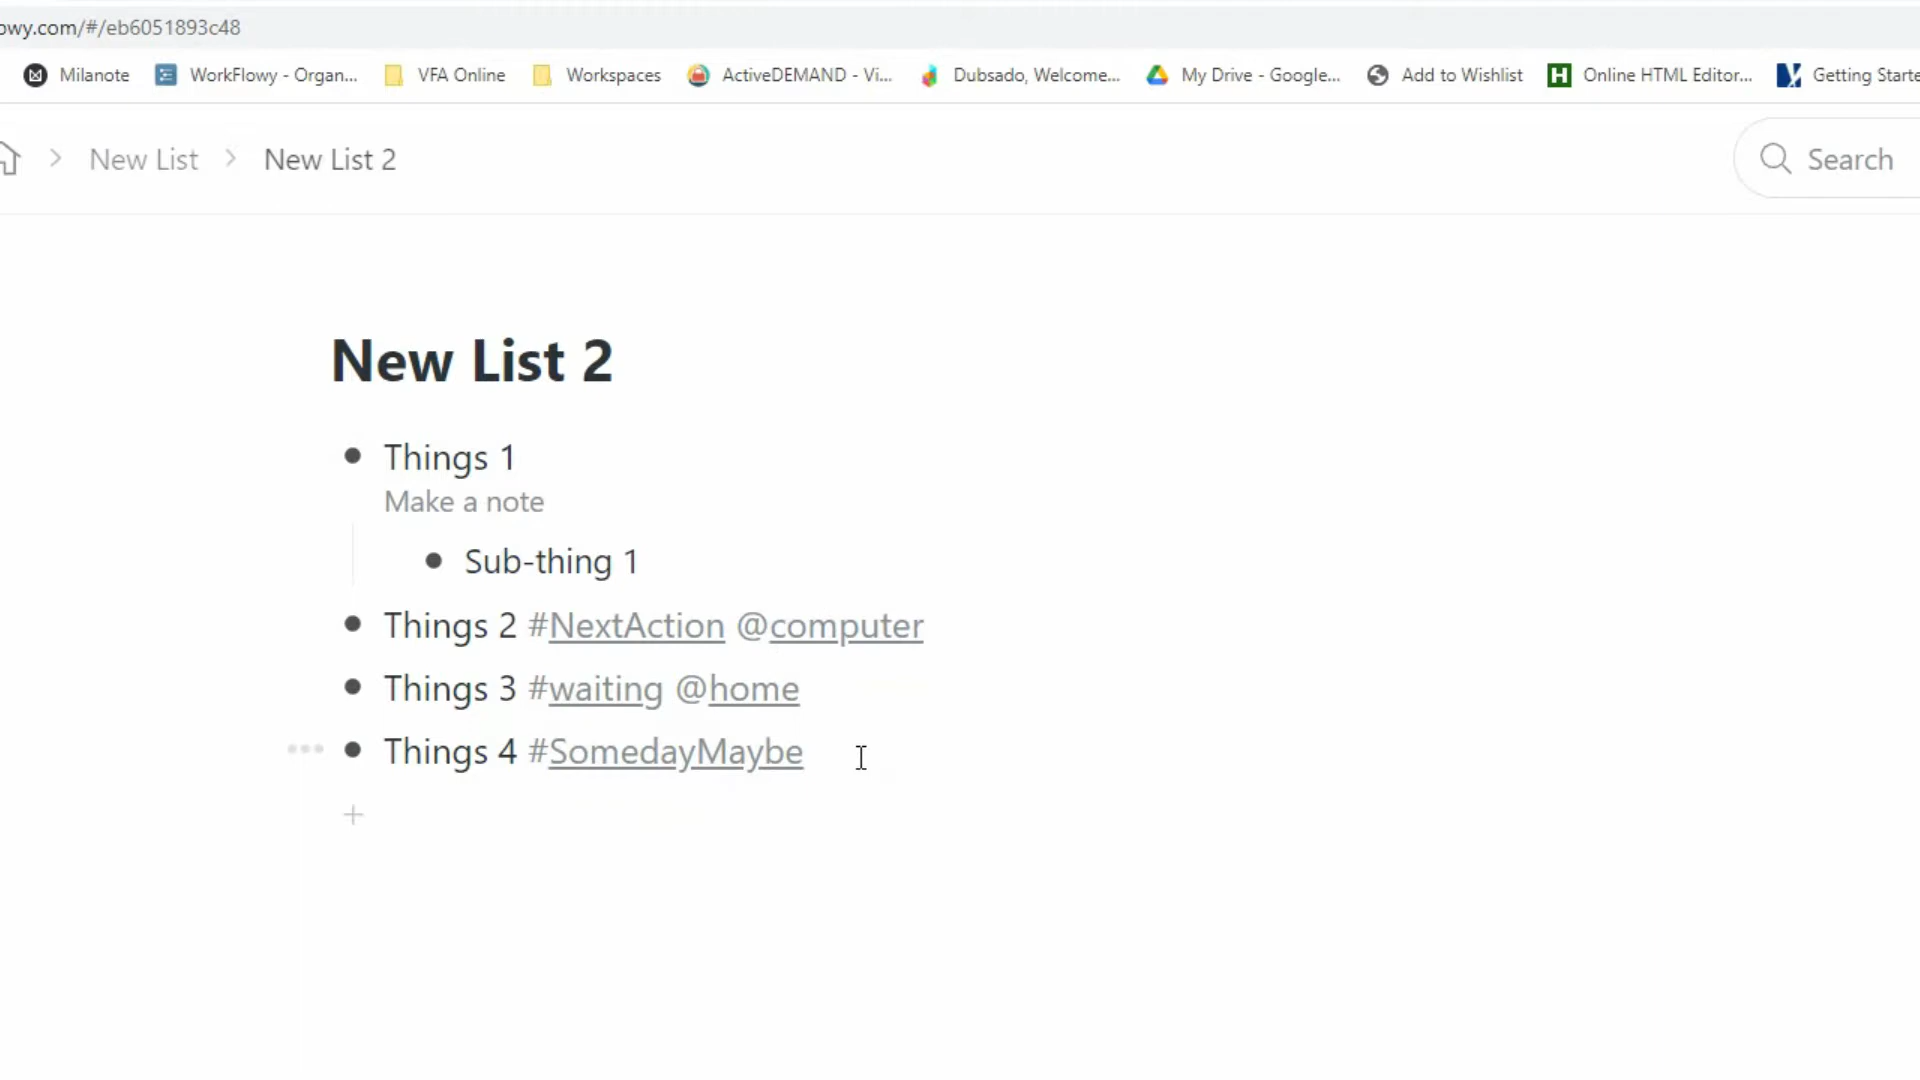 owy.com/#/eb6051893c48
Milanote WorkFlowy - Organ... VFA Online Workspaces ActiveDEMAND - Vi... Dubsado, Welcome... My Drive - Google... Add to Wishlist H Online HTML Editor... Getting Starte
New List > New List 2 Search
New List 2
Things 1
Make a note
Sub-thing 1
Things 2 #NextAction @computer
Things 3 #waiting @home
Things 4 #SomedayMaybe